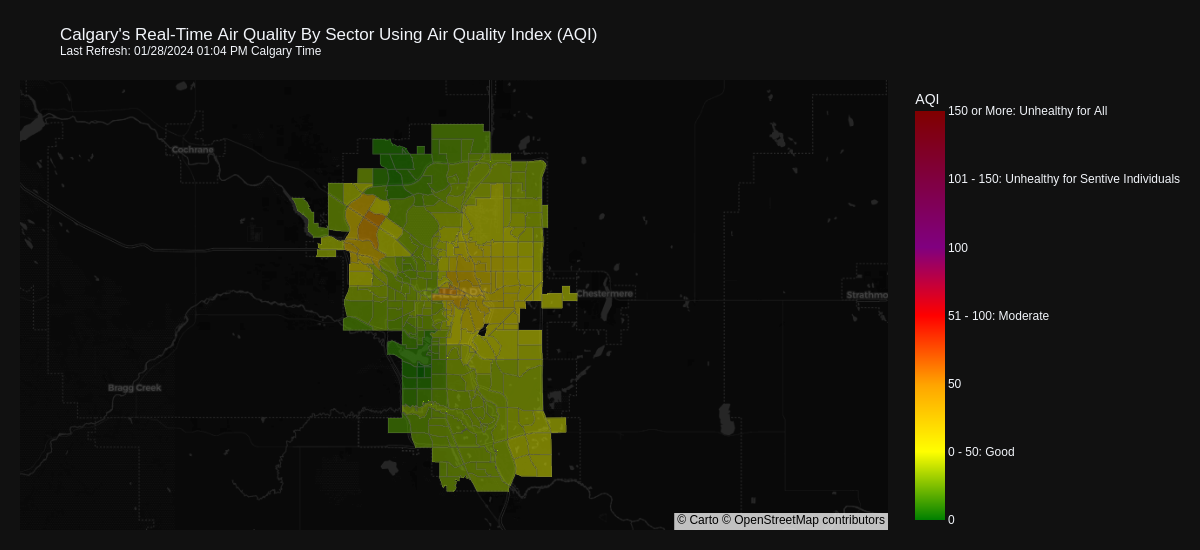 Calgary's Real-Time Air Quality By Sector Using Air Quality Index (AQI)
Last Refresh: 01/28/2024 01:04 PM Calgary Time
AQI
150 or More: Unhealthy for All
Cochrane
101 - 150: Unhealthy for Sentive Individuals
100
CALGARY
Chestermere
Strathmo
51 - 100: Moderate
50
Bragg Creek
0 - 50: Good
0
© Carto © OpenStreetMap contributors